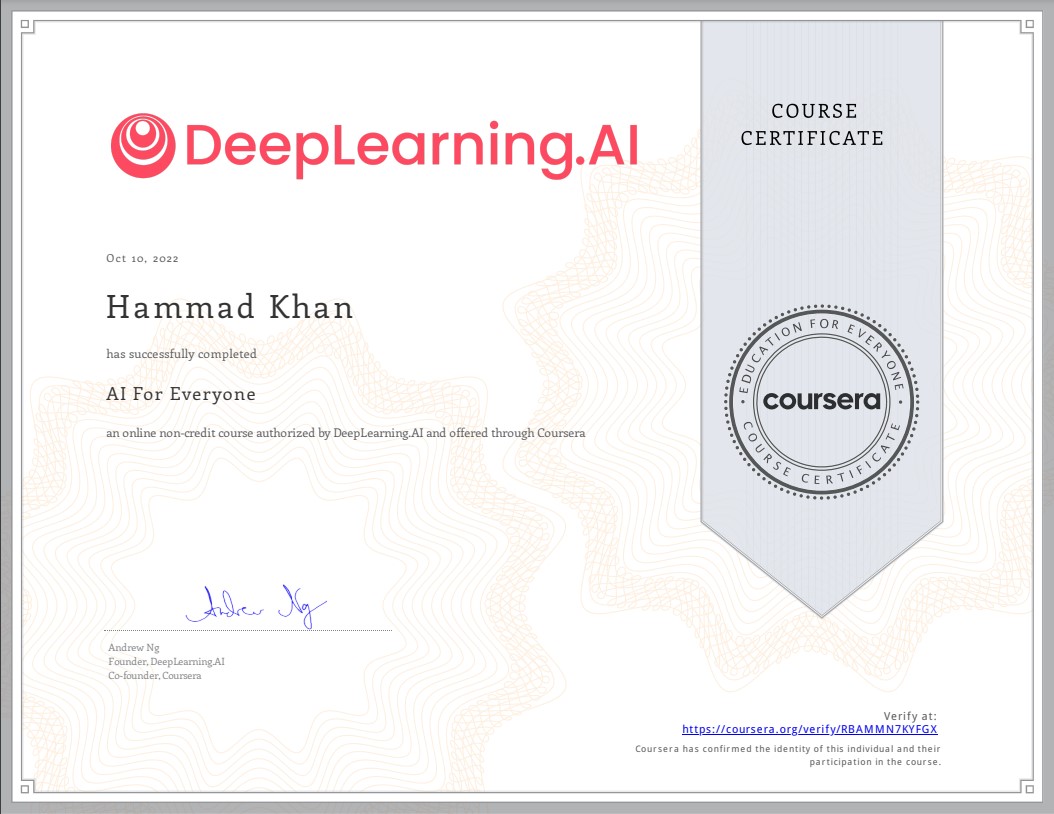 DeepLearning.AI
COURSE
CERTIFICATE
Oct 10, 2022
Hammad Khan
has successfully completed
AI For Everyone
an online non-credit course authorized by DeepLearning.AI and offered through Coursera
EDUCATION FOR EVERYONE
coursera
COURSE CERTIFICATE
Andrew Ng
Andrew Ng
Founder, DeepLearning.AI
Co-founder, Coursera
Verify at:
https://coursera.org/verify/RBAMMN7KYFGX
Coursera has confirmed the identity of this individual and their
participation in the course.